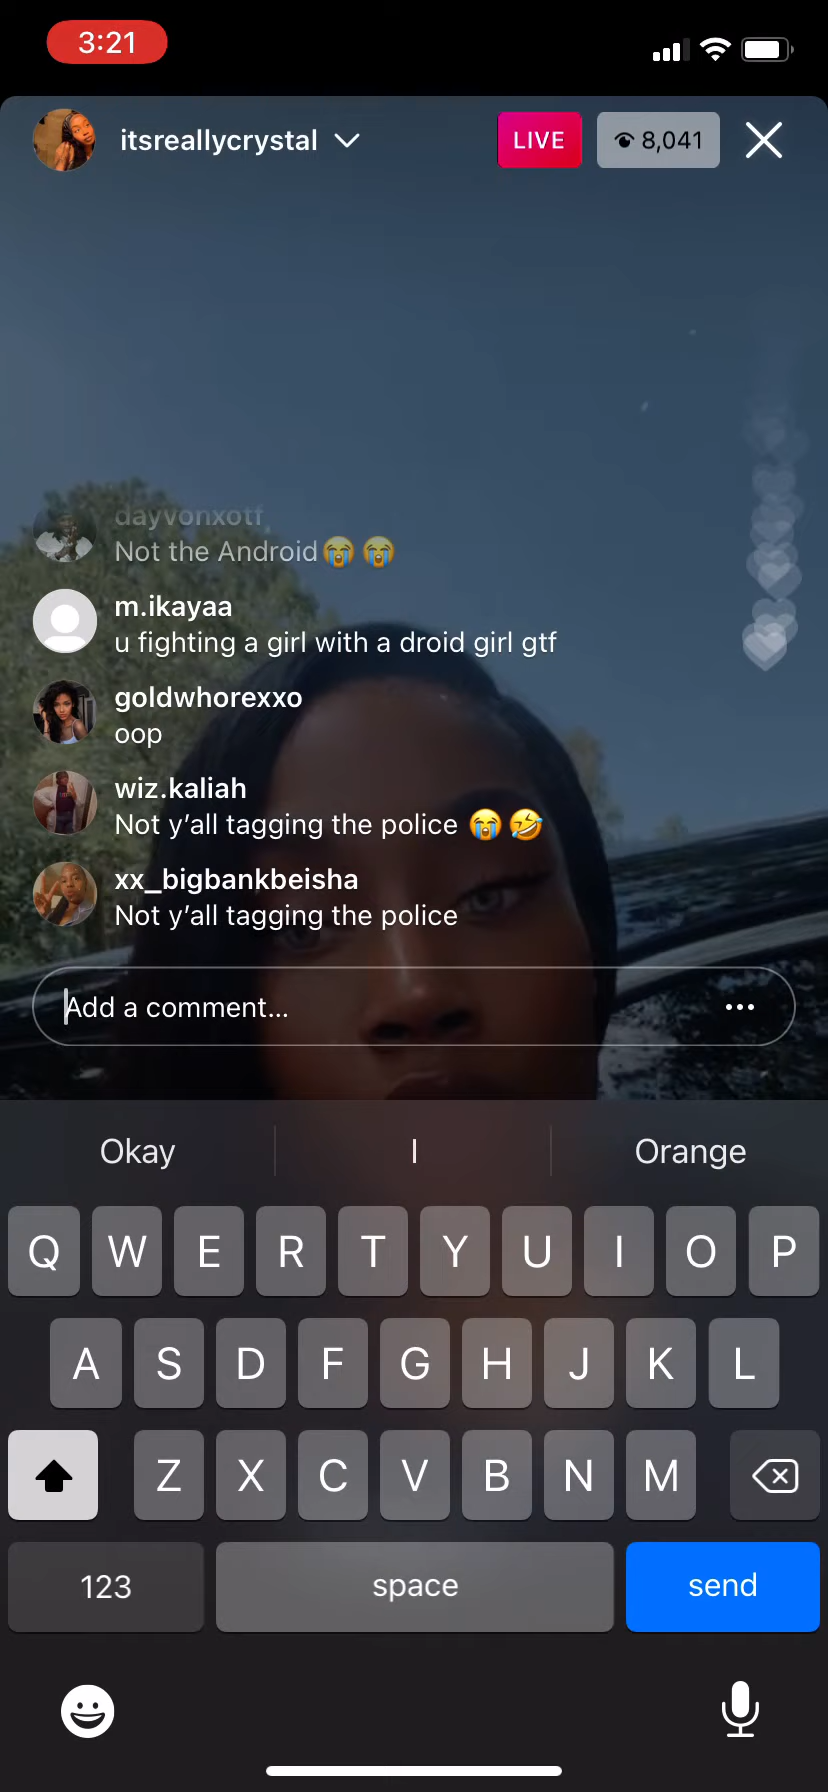 3:21
itsreallycrystal
LIVE
8,041
dayvonxotf
Not the Android😭 😭
m.ikayaa
u fighting a girl with a droid girl gtf
goldwhorexxo
oop
wiz.kaliah
Not y’all tagging the police 😭 🤣
xx_bigbankbeisha
Not y’all tagging the police
Add a comment...
Okay I Orange
Q W E R T Y U I O P
A S D F G H J K L
Z X C V B N M
123 space send